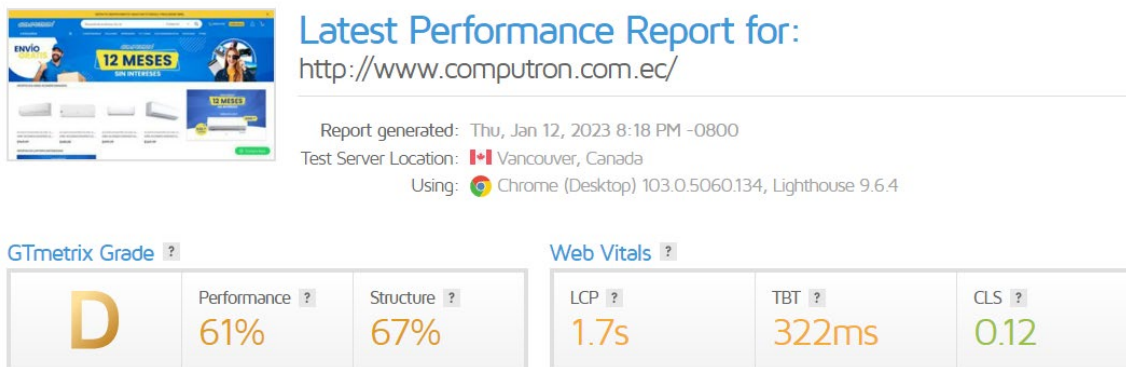 Latest Performance Report for:
http://www.computron.com.ec/
ENVÍO
GRATIS
COMPUTRON
12 MESES
SIN INTERESES
12 MESES
Report generated: Thu, Jan 12, 2023 8:18 PM -0800
Test Server Location: Vancouver, Canada
Using: Chrome (Desktop) 103.0.5060.134, Lighthouse 9.6.4
GTmetrix Grade ?
Web Vitals ?
D
Performance ?
61%
Structure ?
67%
LCP ?
1.7s
TBT ?
322ms
CLS ?
0.12